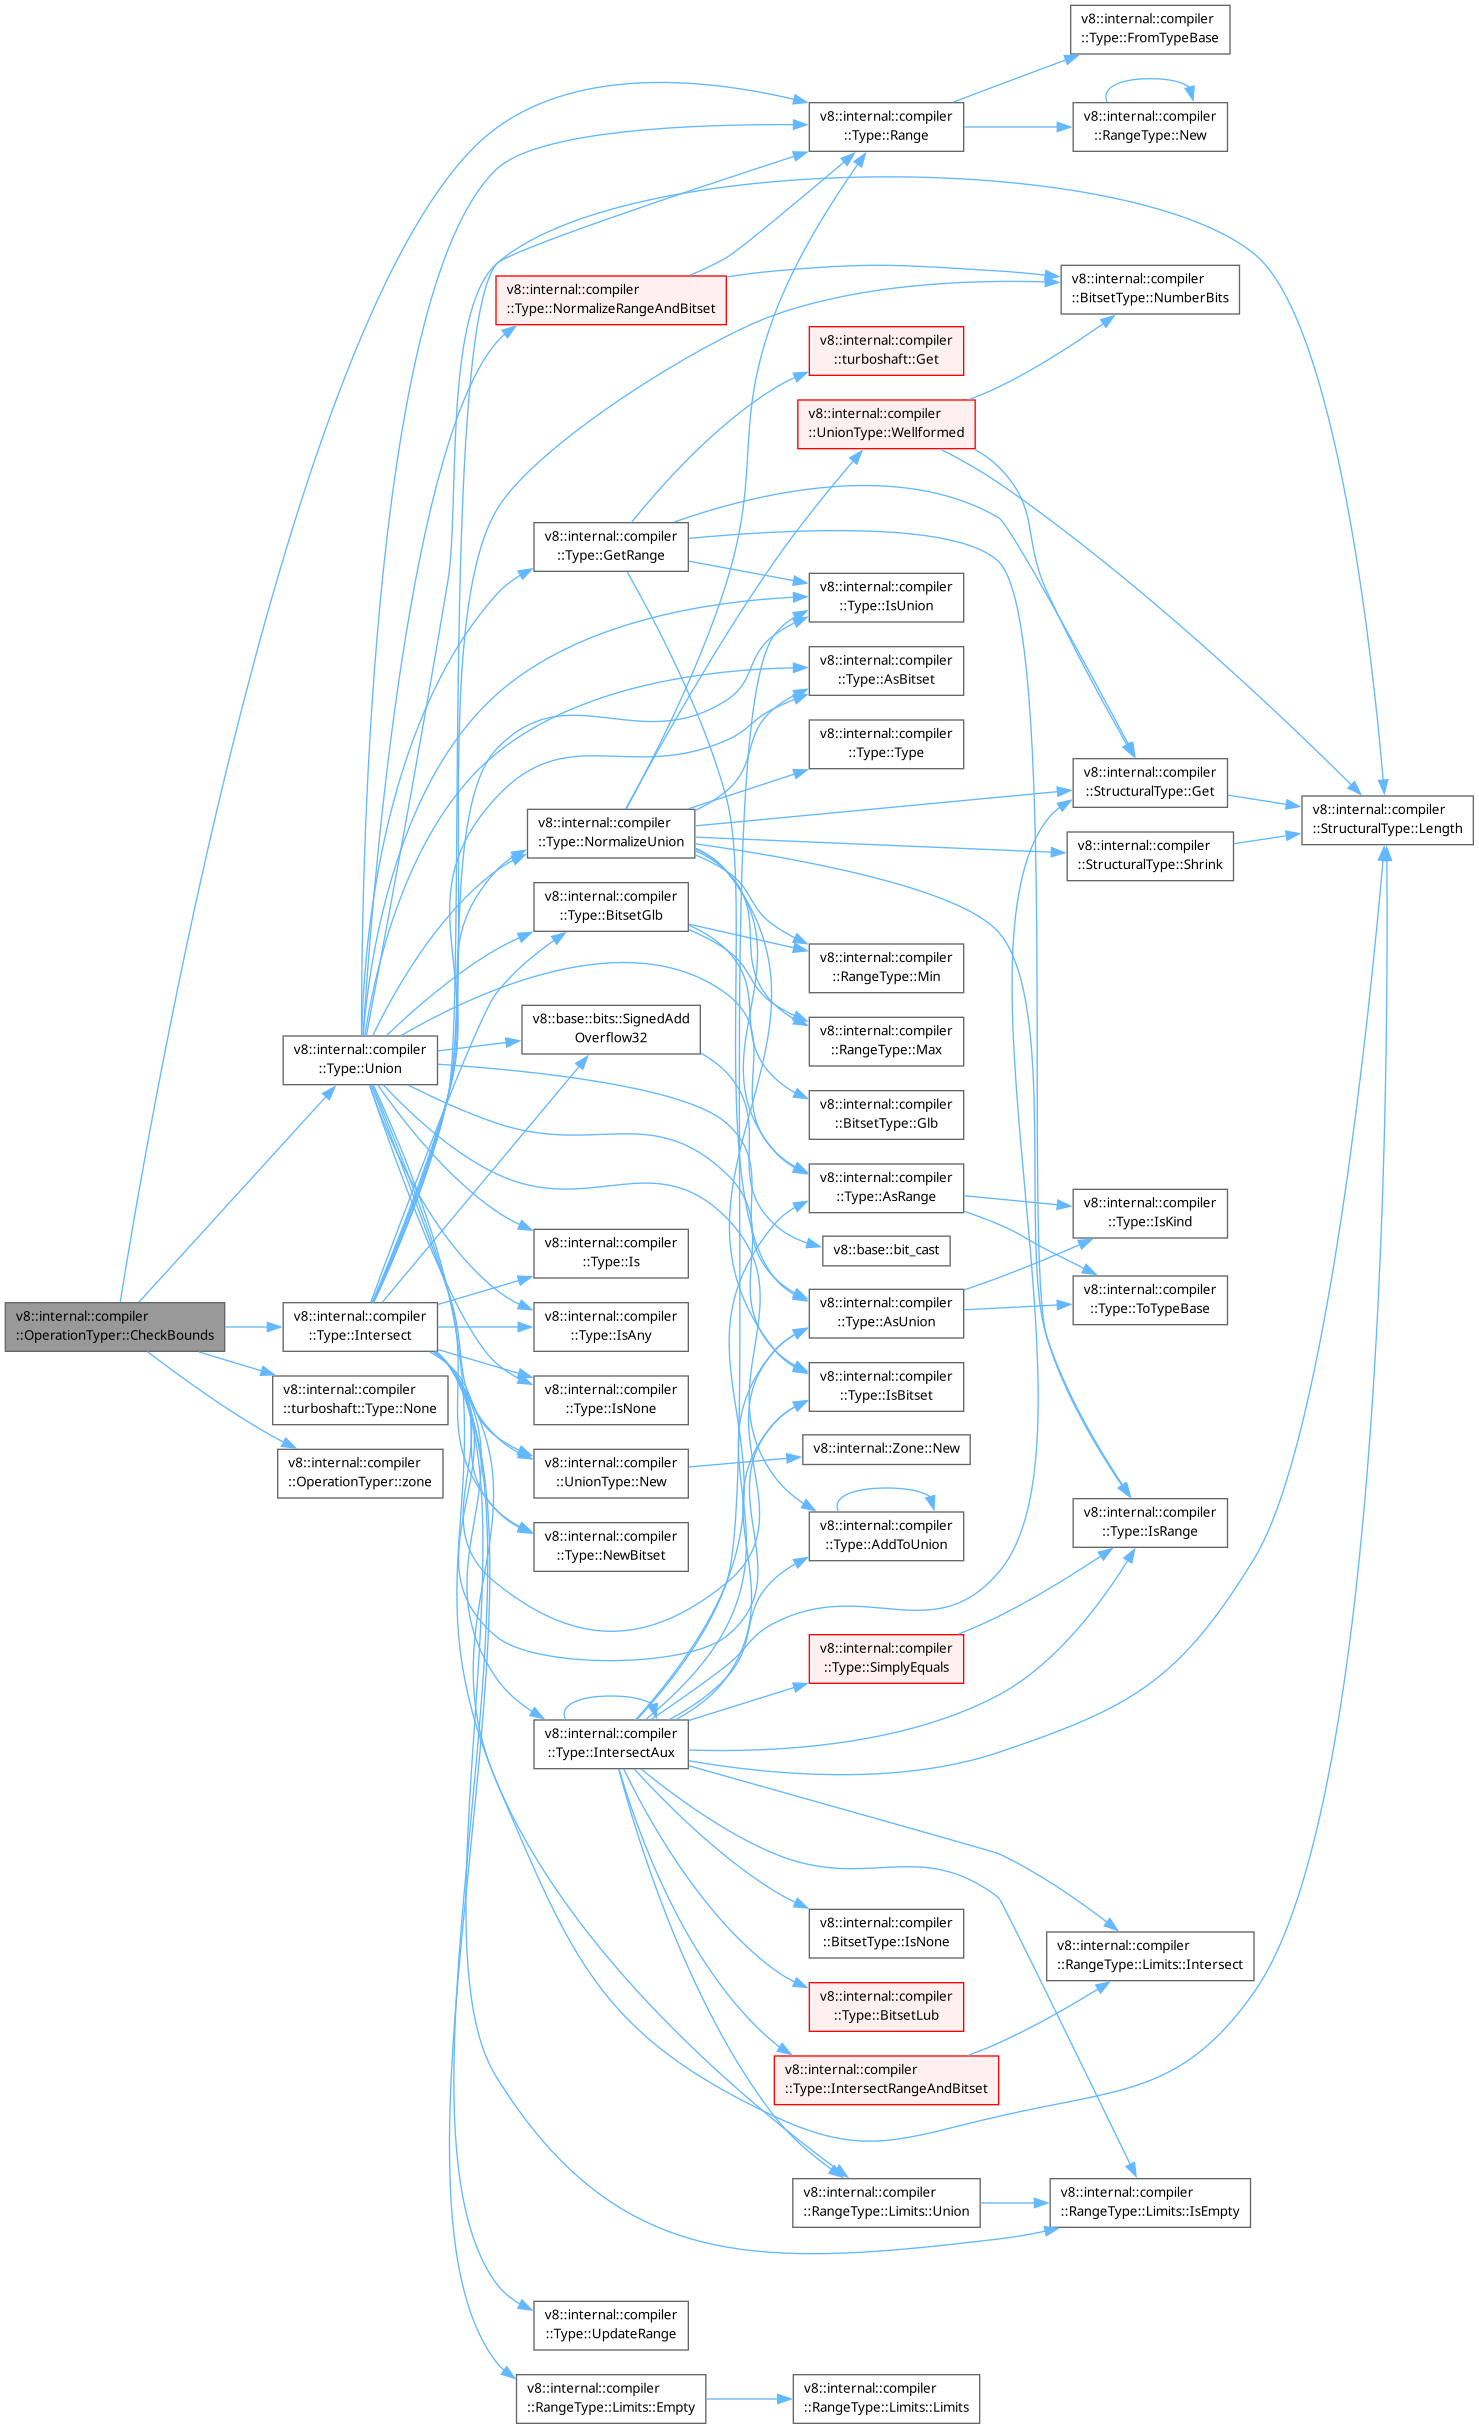 v8::internal::compiler
::Type::FromTypeBase
v8::internal::compiler
::Type::Range
v8::internal::compiler
::RangeType::New
v8::internal::compiler
::Type::NormalizeRangeAndBitset
v8::internal::compiler
::BitsetType::NumberBits
v8::internal::compiler
::turboshaft::Get
v8::internal::compiler
::UnionType::Wellformed
v8::internal::compiler
::Type::GetRange
v8::internal::compiler
::Type::IsUnion
v8::internal::compiler
::Type::AsBitset
v8::internal::compiler
::Type::Type
v8::internal::compiler
::StructuralType::Get
v8::internal::compiler
::StructuralType::Length
v8::internal::compiler
::Type::NormalizeUnion
v8::internal::compiler
::StructuralType::Shrink
v8::internal::compiler
::Type::BitsetGlb
v8::internal::compiler
::RangeType::Min
v8::base::bits::SignedAdd
Overflow32
v8::internal::compiler
::RangeType::Max
v8::internal::compiler
::Type::Union
v8::internal::compiler
::BitsetType::Glb
v8::internal::compiler
::Type::AsRange
v8::internal::compiler
::Type::IsKind
v8::internal::compiler
::Type::Is
v8::base::bit_cast
v8::internal::compiler
::Type::ToTypeBase
v8::internal::compiler
::OperationTyper::CheckBounds
v8::internal::compiler
::Type::Intersect
v8::internal::compiler
::Type::IsAny
v8::internal::compiler
::Type::AsUnion
v8::internal::compiler
::turboshaft::Type::None
v8::internal::compiler
::Type::IsNone
v8::internal::compiler
::Type::IsBitset
v8::internal::compiler
::OperationTyper::zone
v8::internal::compiler
::UnionType::New
v8::internal::Zone::New
v8::internal::compiler
::Type::NewBitset
v8::internal::compiler
::Type::AddToUnion
v8::internal::compiler
::Type::IsRange
v8::internal::compiler
::Type::SimplyEquals
v8::internal::compiler
::Type::IntersectAux
v8::internal::compiler
::BitsetType::IsNone
v8::internal::compiler
::RangeType::Limits::Intersect
v8::internal::compiler
::Type::BitsetLub
v8::internal::compiler
::Type::IntersectRangeAndBitset
v8::internal::compiler
::RangeType::Limits::Union
v8::internal::compiler
::RangeType::Limits::IsEmpty
v8::internal::compiler
::Type::UpdateRange
v8::internal::compiler
::RangeType::Limits::Empty
v8::internal::compiler
::RangeType::Limits::Limits